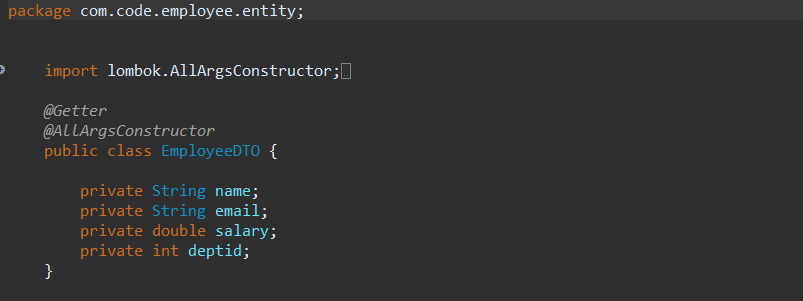 package com.code.employee.entity;
import lombok.AllArgsConstructor;
@Getter
@AllArgsConstructor
public class EmployeeDTO {
private String name;
private String email;
private double salary;
private int deptid;
}